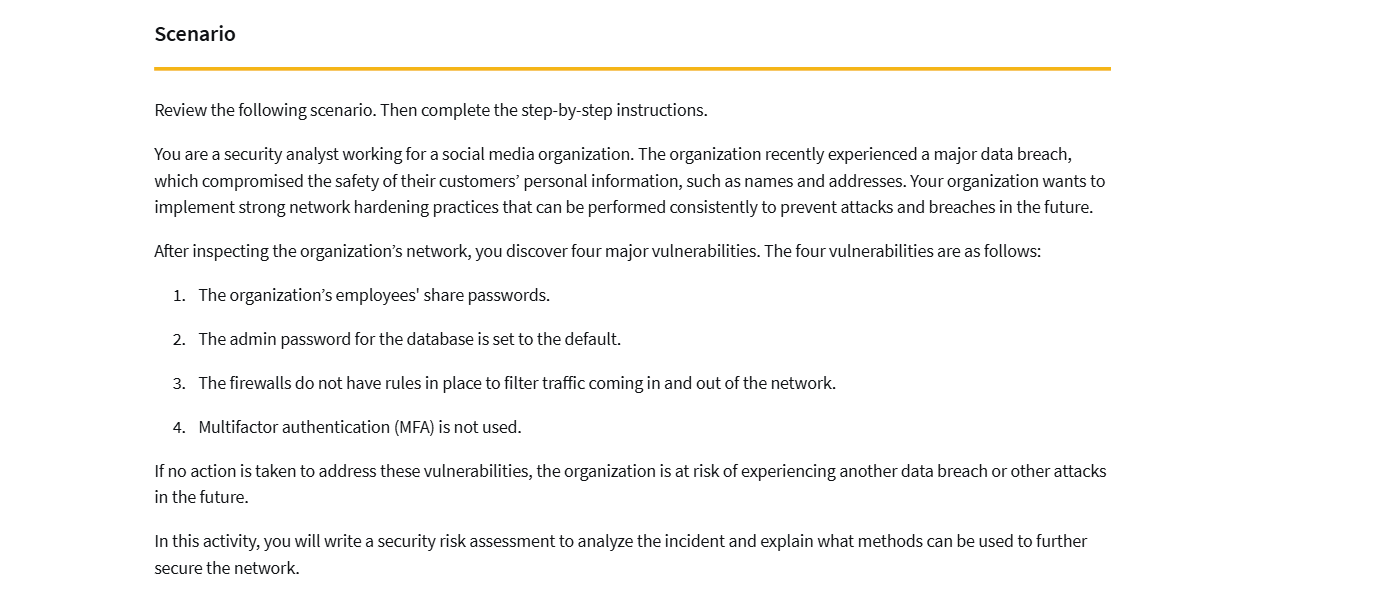 Scenario
Review the following scenario. Then complete the step-by-step instructions.
You are a security analyst working for a social media organization. The organization recently experienced a major data breach,
which compromised the safety of their customers’ personal information, such as names and addresses. Your organization wants to
implement strong network hardening practices that can be performed consistently to prevent attacks and breaches in the future.
After inspecting the organization’s network, you discover four major vulnerabilities. The four vulnerabilities are as follows:
1. The organization’s employees' share passwords.
2. The admin password for the database is set to the default.
3. The firewalls do not have rules in place to filter traffic coming in and out of the network.
4. Multifactor authentication (MFA) is not used.
If no action is taken to address these vulnerabilities, the organization is at risk of experiencing another data breach or other attacks
in the future.
In this activity, you will write a security risk assessment to analyze the incident and explain what methods can be used to further
secure the network.